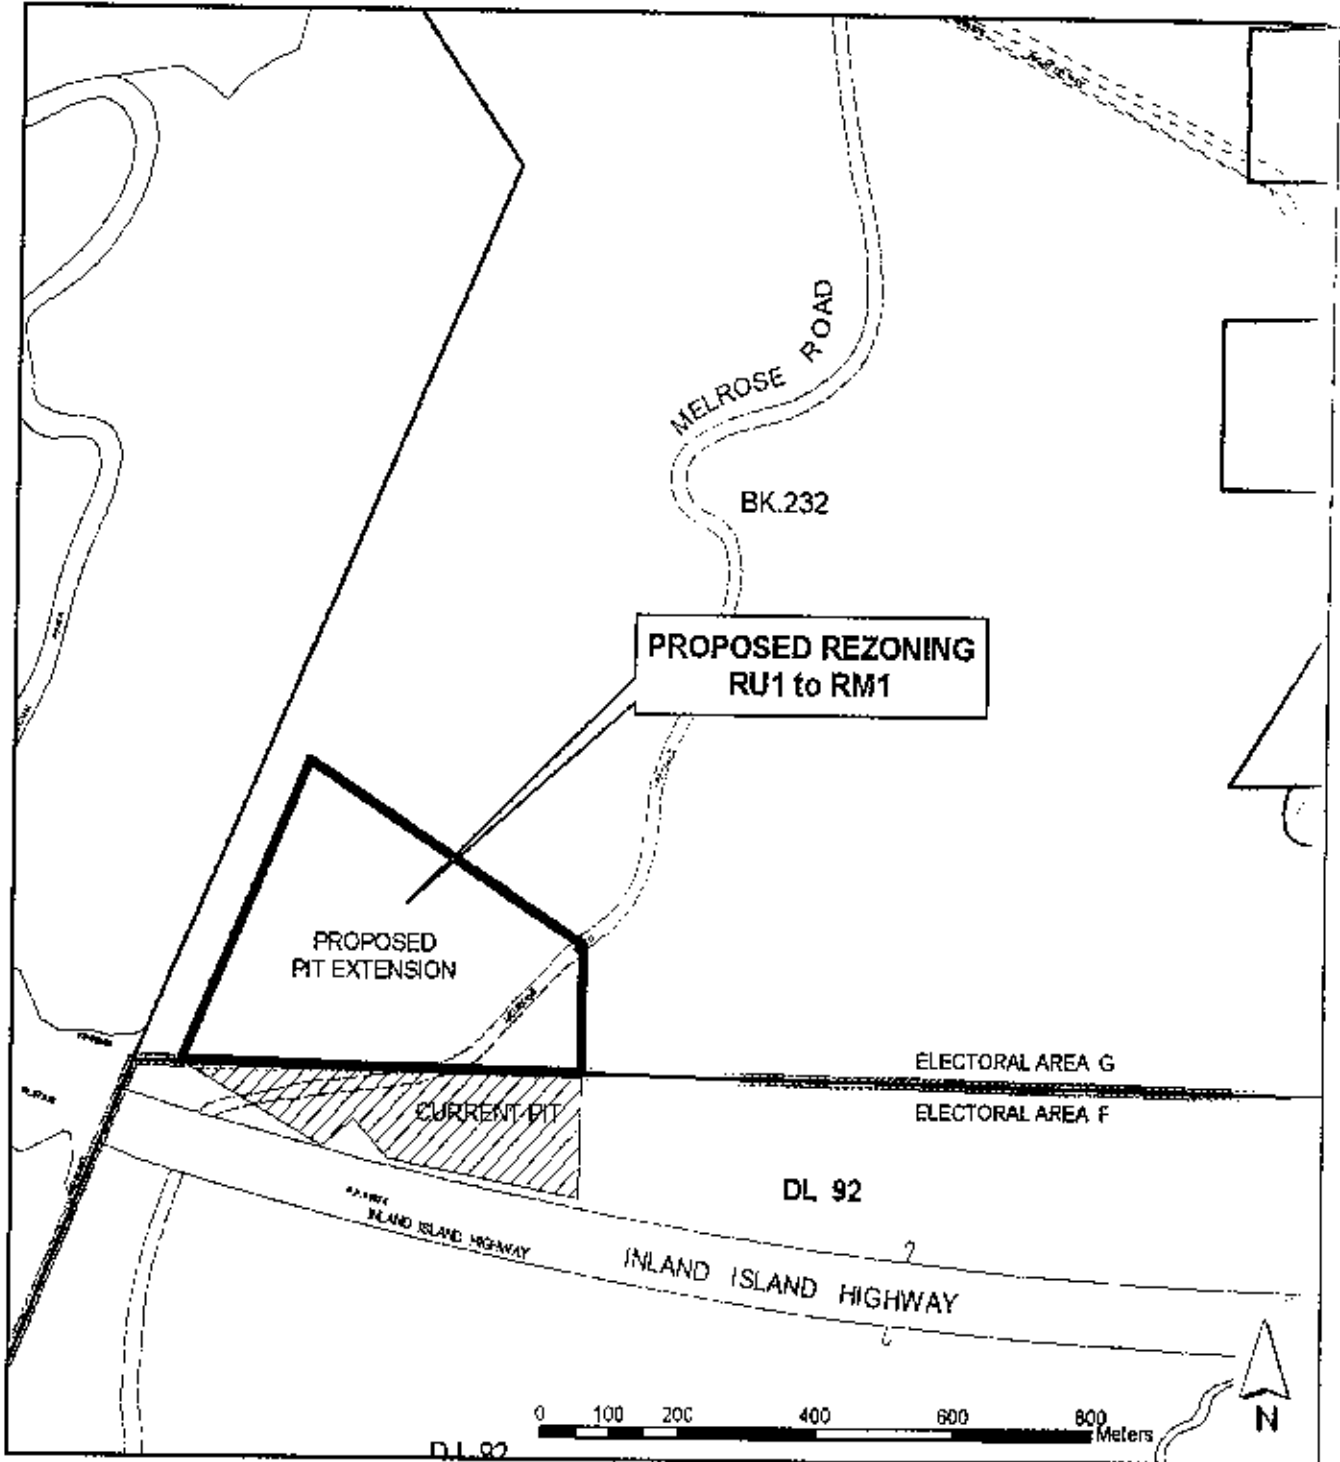 MELROSE ROAD
BK.232
PROPOSED REZONING
RU1 to RM1
PROPOSED
PIT EXTENSION
ELECTORAL AREA G
CURRENT PIT
ELECTORAL AREA F
DL 92
INLAND ISLAND HIGHWAY
INLAND ISLAND HIGHWAY
0 100 200 400 600 800
Meters
N
D.L.92